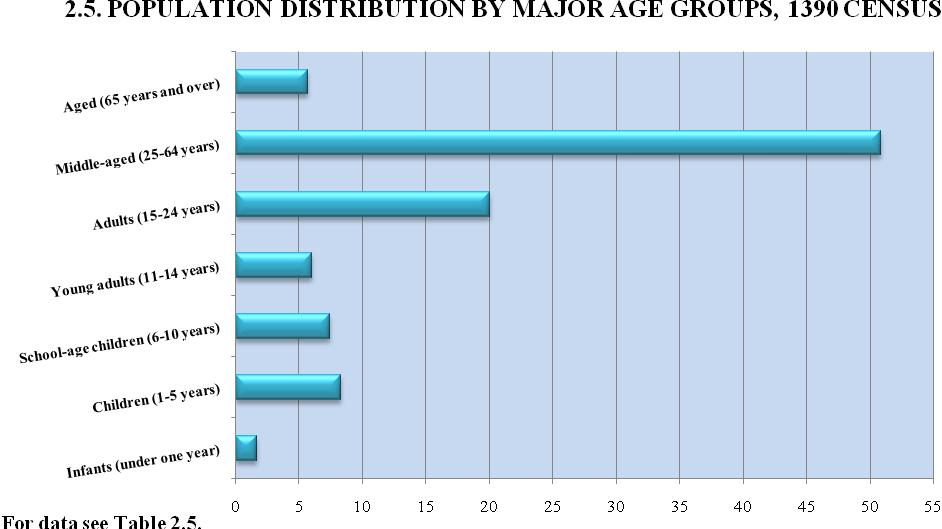 2.5. POPULATION DISTRIBUTION BY MAJOR AGE GROUPS, 1390 CENSUS
Aged (65 years and over)
Middle-aged (25-64 years)
Adults (15-24 years)
Young adults (11-14 years)
School-age children (6-10 years)
Children (1-5 years)
Infants (under one year)
0 5 10 15 20 25 30 35 40 45 50 55
For data see Table 2.5.